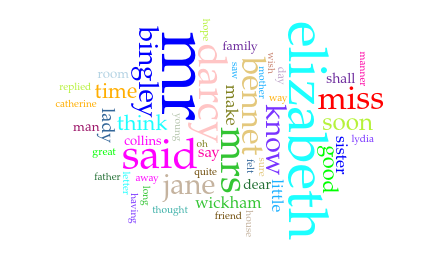 mr
elizabeth
said
darcy
mrs
bennet
bingley
miss
jane
know
time
think
soon
good
lady
wickham
little
sister
dear
make
say
man
collins
great
father
letter
having
long
away
thought
quite
friend
house
felt
sure
oh
young
room
replied
catherine
hope
family
saw
mother
wish
day
way
shall
manner
lydia